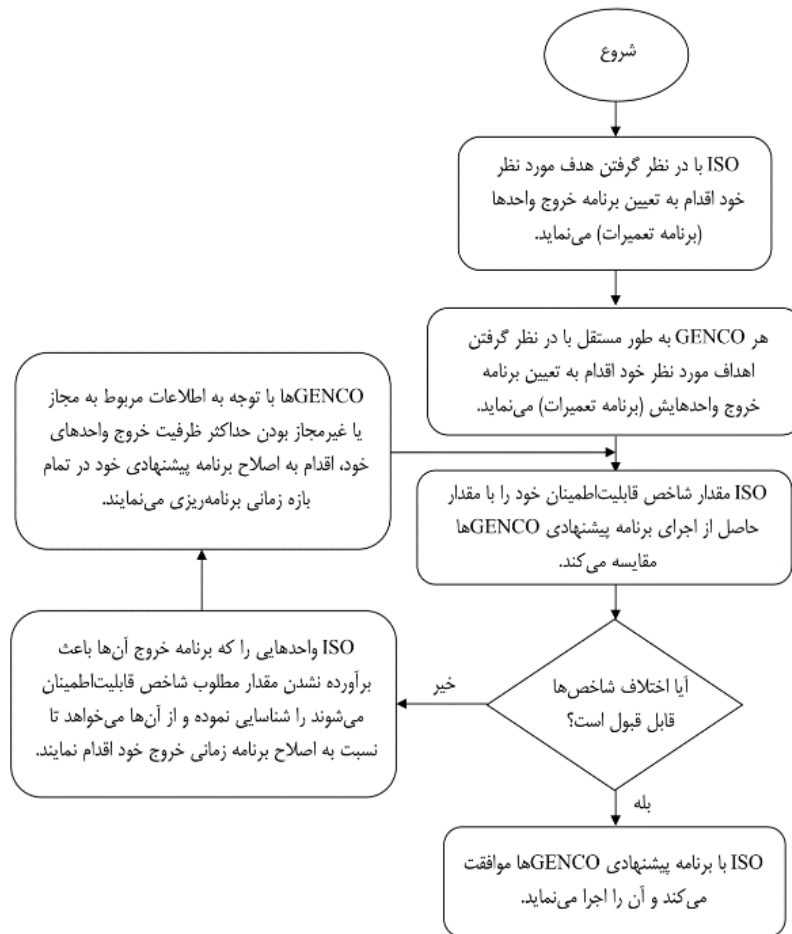 شروع
ISO با در نظر گرفتن هدف مورد نظر
خود اقدام به تعیین برنامه خروج واحدها
(برنامه تعمیرات) می‌نماید.
هر GENCO به طور مستقل با در نظر گرفتن
اهداف مورد نظر خود اقدام به تعیین برنامه
خروج واحدهایش (برنامه تعمیرات) می‌نماید.
ISO مقدار شاخص قابلیت‌اطمینان خود را با مقدار
حاصل از اجرای برنامه پیشنهادی GENCOها
مقایسه می‌کند.
آیا اختلاف شاخص‌ها
قابل قبول است؟
خیر
ISO واحدهایی را که برنامه خروج آن‌ها باعث
برآورده نشدن مقدار مطلوب شاخص قابلیت‌اطمینان
می‌شوند را شناسایی نموده و از آن‌ها می‌خواهد تا
نسبت به اصلاح برنامه زمانی خروج خود اقدام نمایند.
GENCOها با توجه به اطلاعات مربوط به مجاز
یا غیرمجاز بودن حداکثر ظرفیت خروج واحدهای
خود، اقدام به اصلاح برنامه پیشنهادی خود در تمام
بازه زمانی برنامه‌ریزی می‌نمایند.
بله
ISO با برنامه پیشنهادی GENCOها موافقت
می‌کند و آن را اجرا می‌نماید.